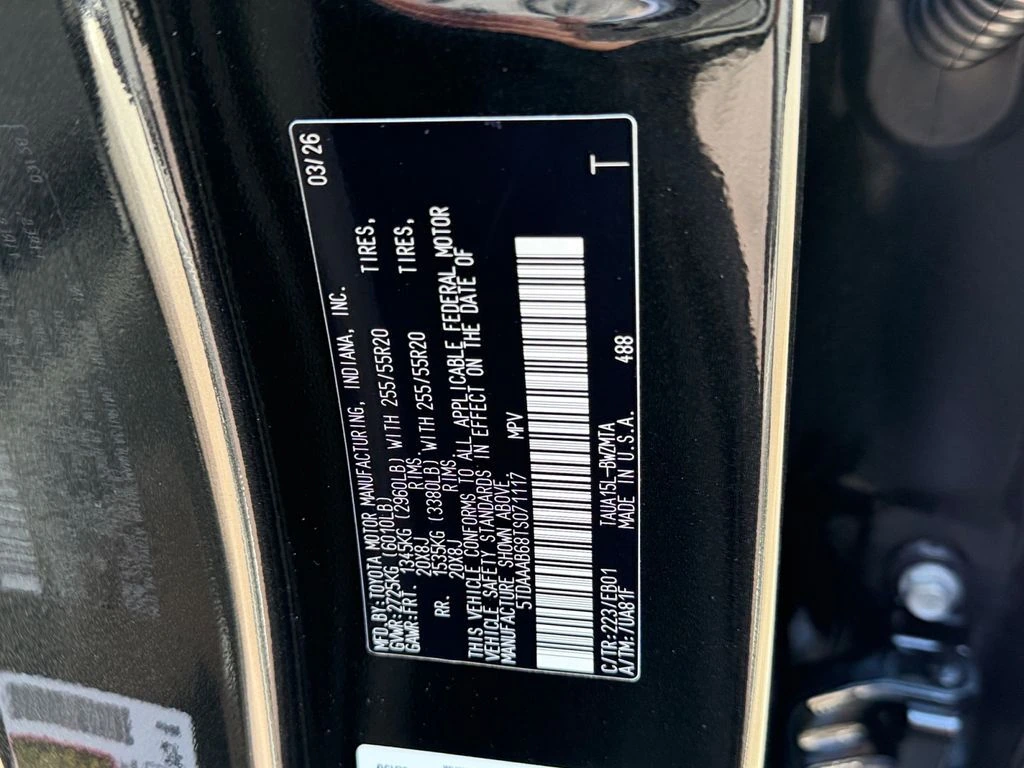 MFD.BY:TOYOTA MOTOR MANUFACTURING, INDIANA, INC. 03/26
GVWR:2725KG (6010LB)
GAWR:FRT. 1345KG (2960LB) WITH 255/55R20 TIRES,
20X8J RIMS,
RR. 1535KG (3380LB) WITH 255/55R20 TIRES,
20X8J RIMS.
THIS VEHICLE CONFORMS TO ALL APPLICABLE FEDERAL MOTOR
VEHICLE SAFETY STANDARDS IN EFFECT ON THE DATE OF
MANUFACTURE SHOWN ABOVE.
5TDAAAB68TS071117 MPV
C/TR:223/EB01 TAUA15L-BWZMTA 488 T
A/TM:/UA81F MADE IN U.S.A.